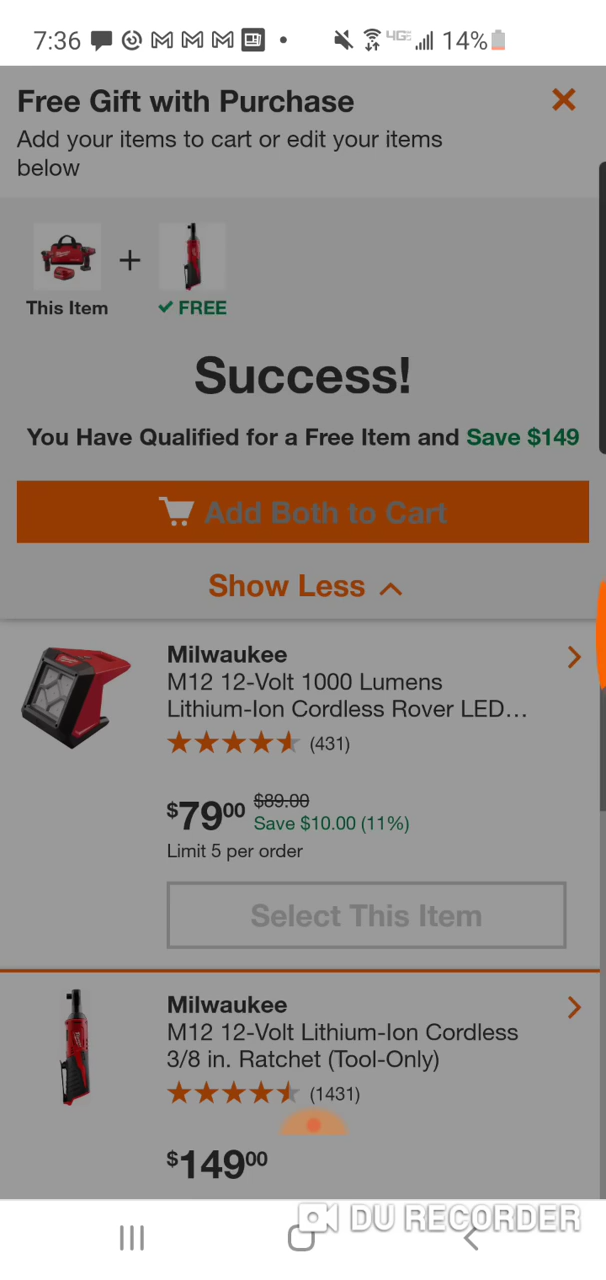 7:36 4GE 14%
Free Gift with Purchase
Add your items to cart or edit your items
below
+
This Item FREE
Success!
You Have Qualified for a Free Item and Save $149
Add Both to Cart
Show Less
Milwaukee
M12 12-Volt 1000 Lumens
Lithium-Ion Cordless Rover LED...
(431)
$79⁰⁰ $89.00
Save $10.00 (11%)
Limit 5 per order
Select This Item
Milwaukee
M12 12-Volt Lithium-Ion Cordless
3/8 in. Ratchet (Tool-Only)
(1431)
$149⁰⁰
DU RECORDER